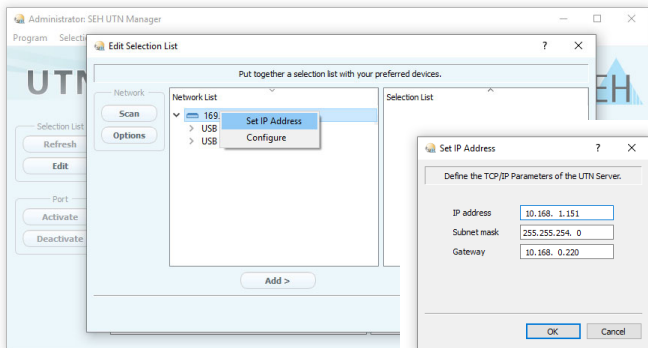 Administrator: SEH UTN Manager
Program
Edit Selection List
Put together a selection list with your preferred devices.
UTN
SEH
Network
Scan
Options
Network List
169.
USB
USB
Set IP Address
Configure
Selection List
Selection List
Refresh
Edit
Port
Activate
Deactivate
Add >
Set IP Address
Define the TCP/IP Parameters of the UTN Server.
IP address 10.168. 1.151
Subnet mask 255.255.254. 0
Gateway 10.168. 0.220
OK Cancel